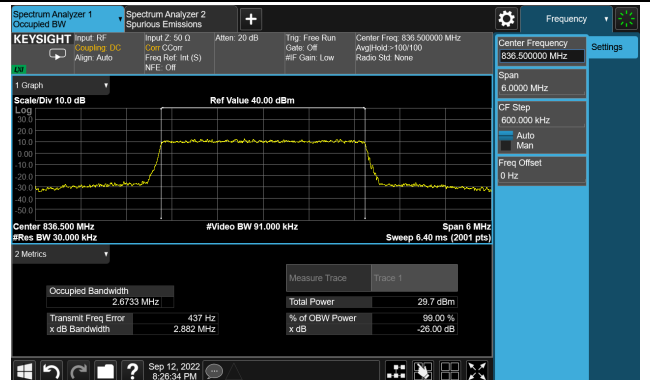 Spectrum Analyzer 1
Occupied BW
Spectrum Analyzer 2
Spurious Emissions
Frequency
KEYSIGHT
Input: RF
Coupling: DC
Align: Auto
Input Z: 50 Ω
Corr CCorr
Freq Ref: Int (S)
NFE: Off
Atten: 20 dB
Trig: Free Run
Gate: Off
#IF Gain: Low
Center Freq: 836.500000 MHz
Avg|Hold:>100/100
Radio Std: None
LXI
Center Frequency
836.500000 MHz
Settings
Span
6.0000 MHz
CF Step
600.000 kHz
Auto
Man
Freq Offset
0 Hz
1 Graph
Scale/Div 10.0 dB
Ref Value 40.00 dBm
Log
30.0
20.0
10.0
0.00
-10.0
-20.0
-30.0
-40.0
-50.0
Center 836.500 MHz
#Video BW 91.000 kHz
Span 6 MHz
#Res BW 30.000 kHz
Sweep 6.40 ms (2001 pts)
2 Metrics
Measure Trace
Trace 1
Occupied Bandwidth
2.6733 MHz
Total Power
29.7 dBm
Transmit Freq Error
437 Hz
% of OBW Power
99.00 %
x dB Bandwidth
2.882 MHz
x dB
-26.00 dB
Sep 12, 2022
8:26:34 PM